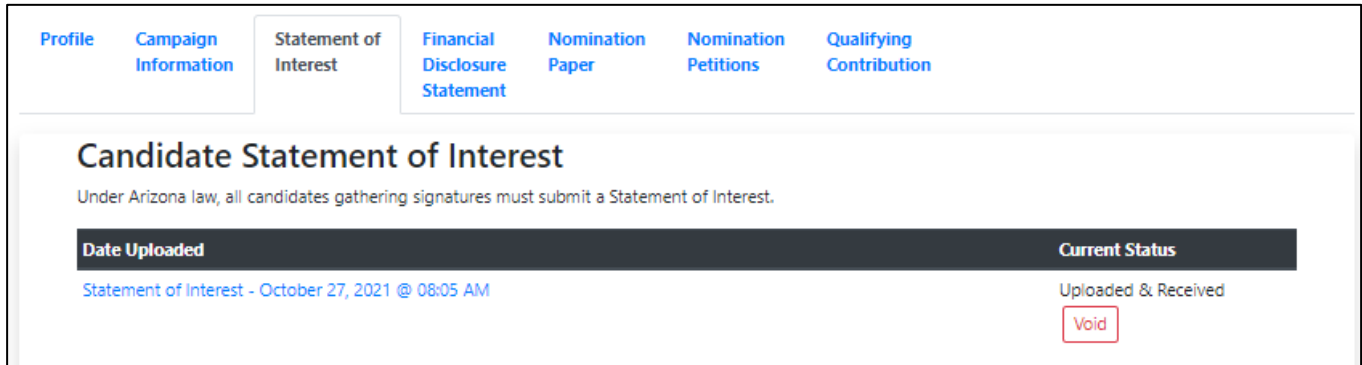 Profile
Campaign
Information
Statement of
Interest
Financial
Disclosure
Statement
Nomination
Paper
Nomination
Petitions
Qualifying
Contribution
Candidate Statement of Interest
Under Arizona law, all candidates gathering signatures must submit a Statement of Interest.
Date Uploaded Current Status
Statement of Interest - October 27, 2021 @ 08:05 AM Uploaded & Received
Void